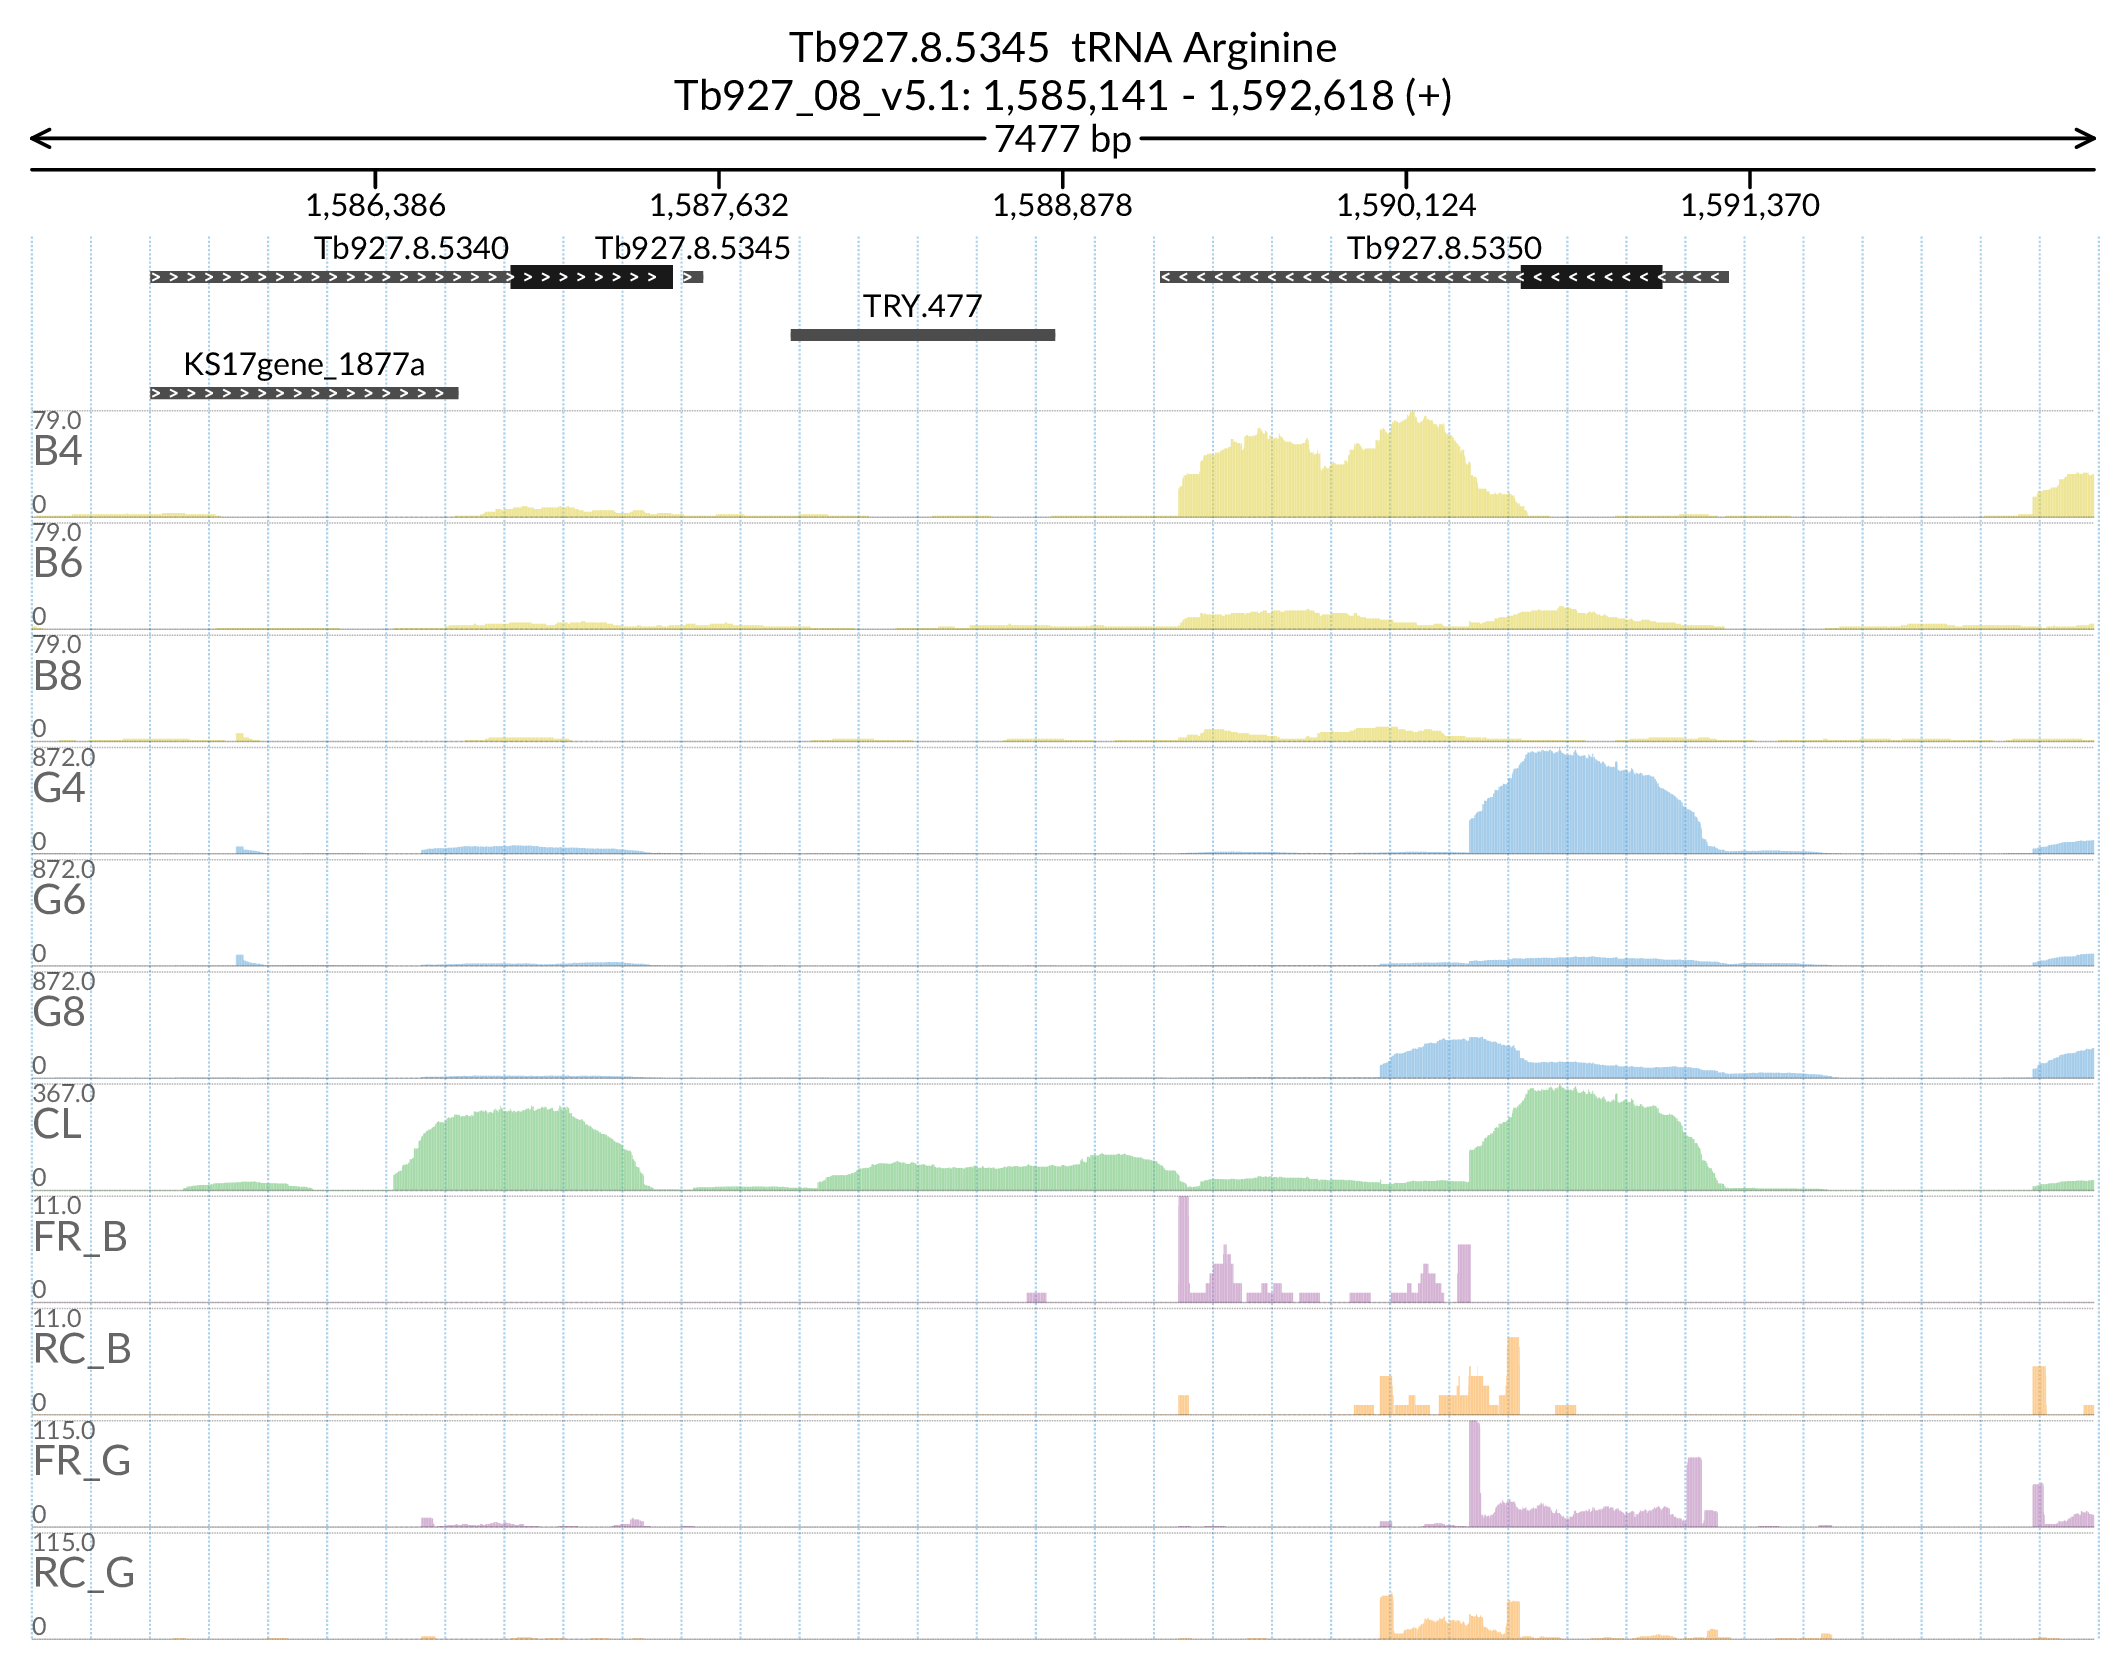 Tb927.8.5345  tRNA Arginine
Tb927_08_v5.1: 1,585,141 - 1,592,618 (+)
7477 bp
1,586,386 1,587,632 1,588,878 1,590,124 1,591,370
Tb927.8.5340 Tb927.8.5345 Tb927.8.5350
TRY.477
KS17gene_1877a
79.0
B4
0
79.0
B6
0
79.0
B8
0
872.0
G4
0
872.0
G6
0
872.0
G8
0
367.0
CL
0
11.0
FR_B
0
11.0
RC_B
0
115.0
FR_G
0
115.0
RC_G
0